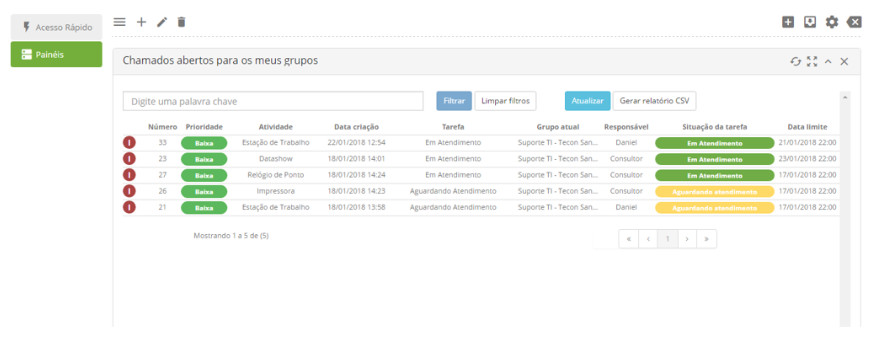 Acesso Rápido
Painéis
Chamados abertos para os meus grupos
Digite uma palavra chave Filtrar Limpar filtros Atualizar Gerar relatório CSV
Número Prioridade Atividade Data criação Tarefa Grupo atual Responsável Situação da tarefa Data limite
33 Baixa Estação de Trabalho 22/01/2018 12:54 Em Atendimento Suporte TI - Tecon San... Daniel Em Atendimento 21/01/2018 22:00
23 Baixa Datashow 18/01/2018 14:01 Em Atendimento Suporte TI - Tecon San... Consultor Em Atendimento 23/01/2018 22:00
27 Baixa Relógio de Ponto 18/01/2018 14:24 Em Atendimento Suporte TI - Tecon San... Consultor Em Atendimento 17/01/2018 22:00
26 Baixa Impressora 18/01/2018 14:23 Aguardando Atendimento Suporte TI - Tecon San... Consultor Aguardando atendimento 17/01/2018 22:00
21 Baixa Estação de Trabalho 18/01/2018 13:58 Aguardando Atendimento Suporte TI - Tecon San... Daniel Aguardando atendimento 17/01/2018 22:00
Mostrando 1 a 5 de (5) « ‹ 1 › »